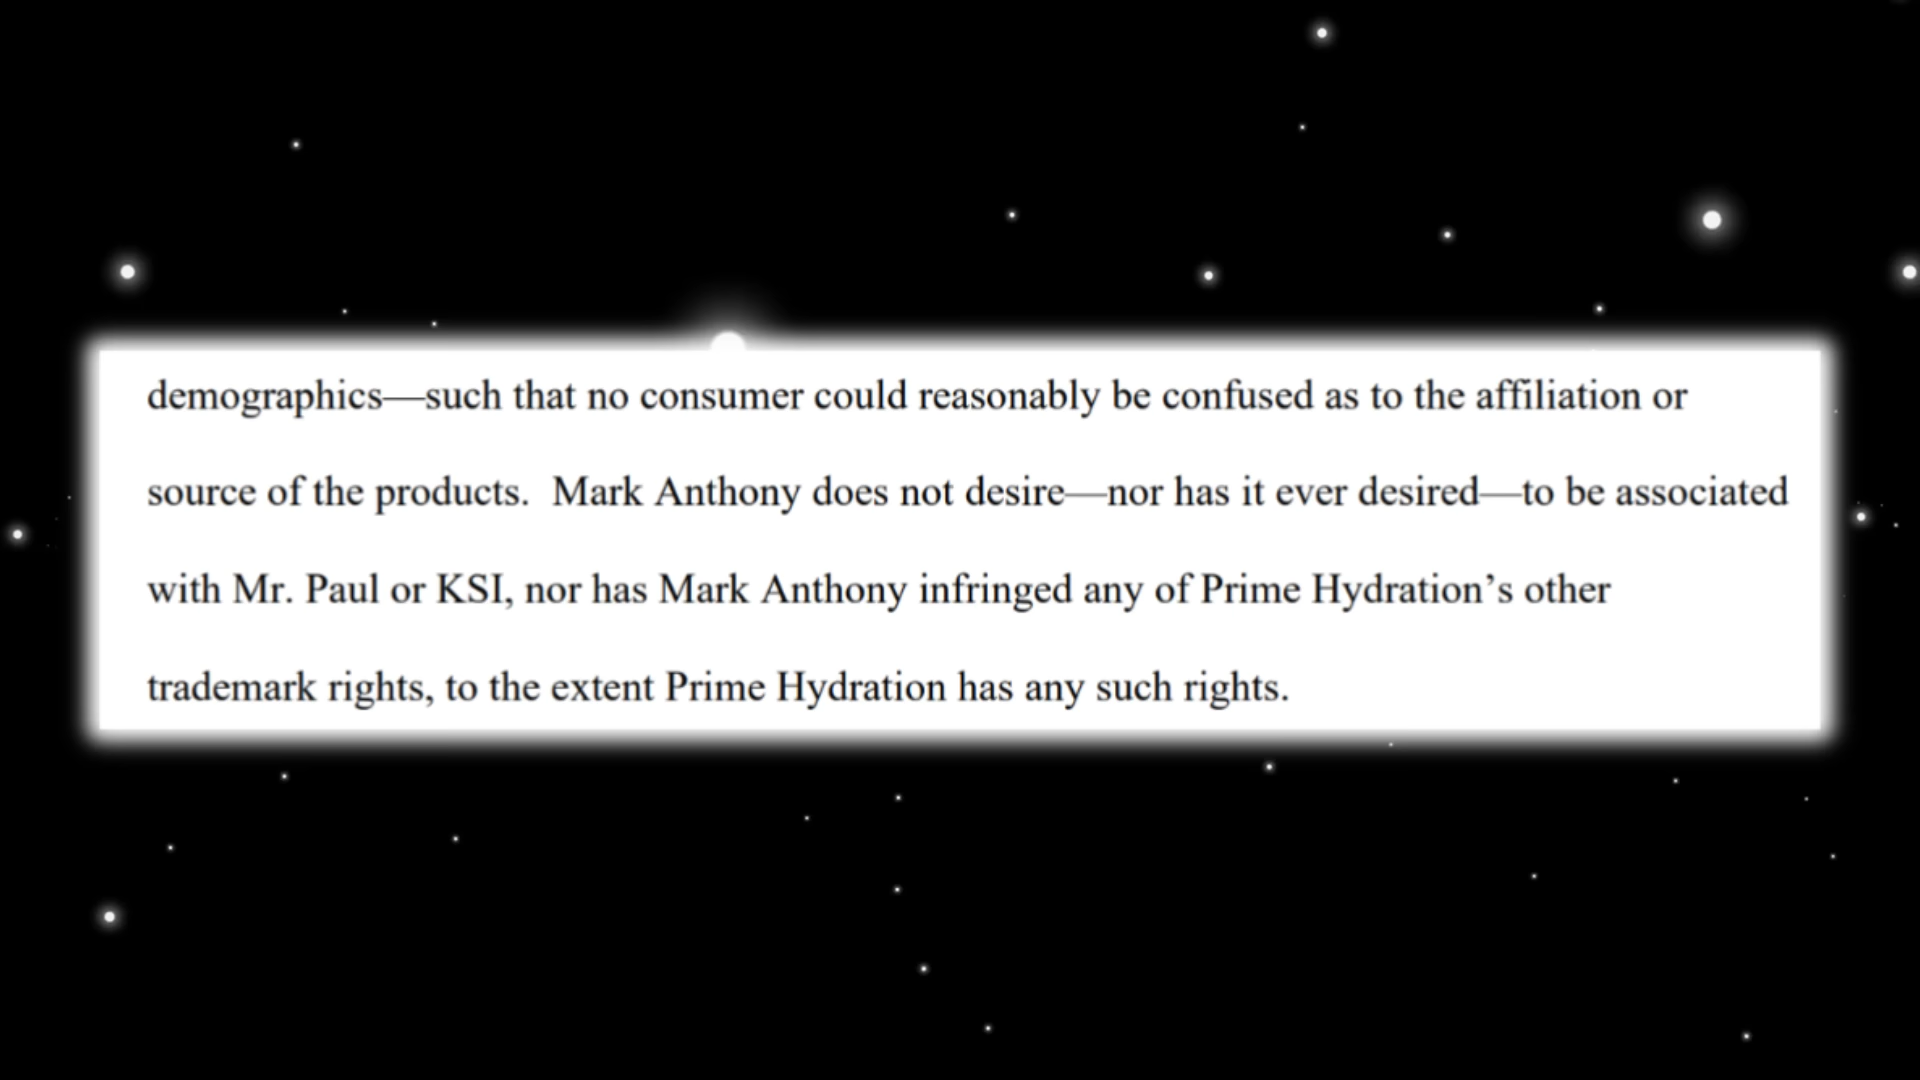 demographics—such that no consumer could reasonably be confused as to the affiliation or
source of the products.  Mark Anthony does not desire—nor has it ever desired—to be associated
with Mr. Paul or KSI, nor has Mark Anthony infringed any of Prime Hydration’s other
trademark rights, to the extent Prime Hydration has any such rights.